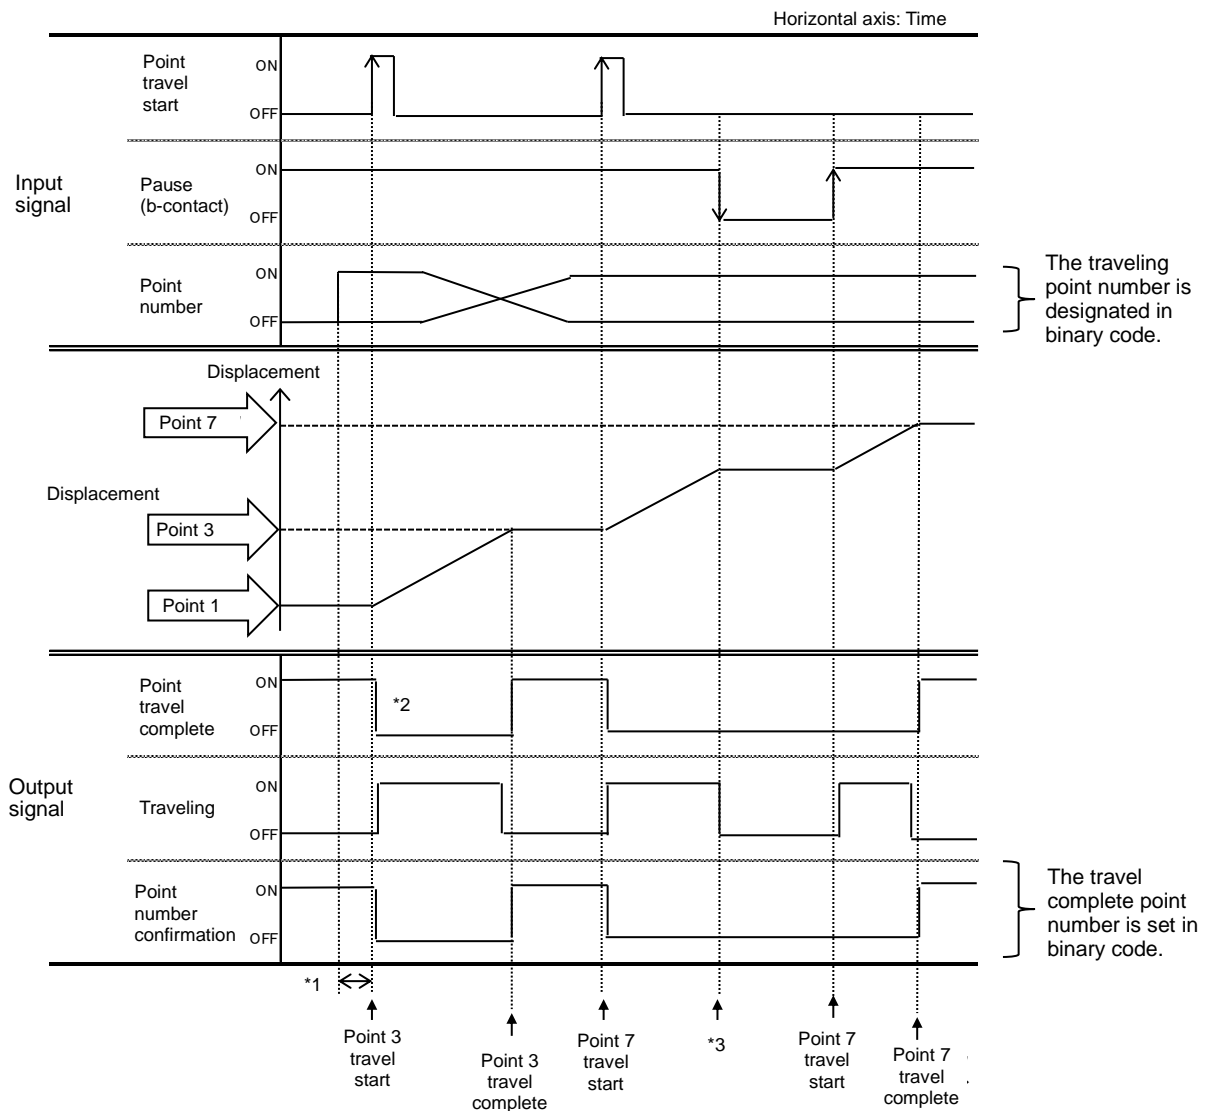 Horizontal axis: Time
Point
travel
start
ON
OFF
Input
signal
Pause
(b-contact)
ON
OFF
Point
number
ON
OFF
The traveling
point number is
designated in
binary code.
Displacement
Point 7
Displacement
Point 3
Point 1
Point
travel
complete
ON
OFF
*2
Output
signal
Traveling
ON
OFF
Point
number
confirmation
ON
OFF
The travel
complete point
number is set in
binary code.
*1
Point 3
travel
start
Point 3
travel
complete
Point 7
travel
start
*3
Point 7
travel
start
Point 7
travel
complete